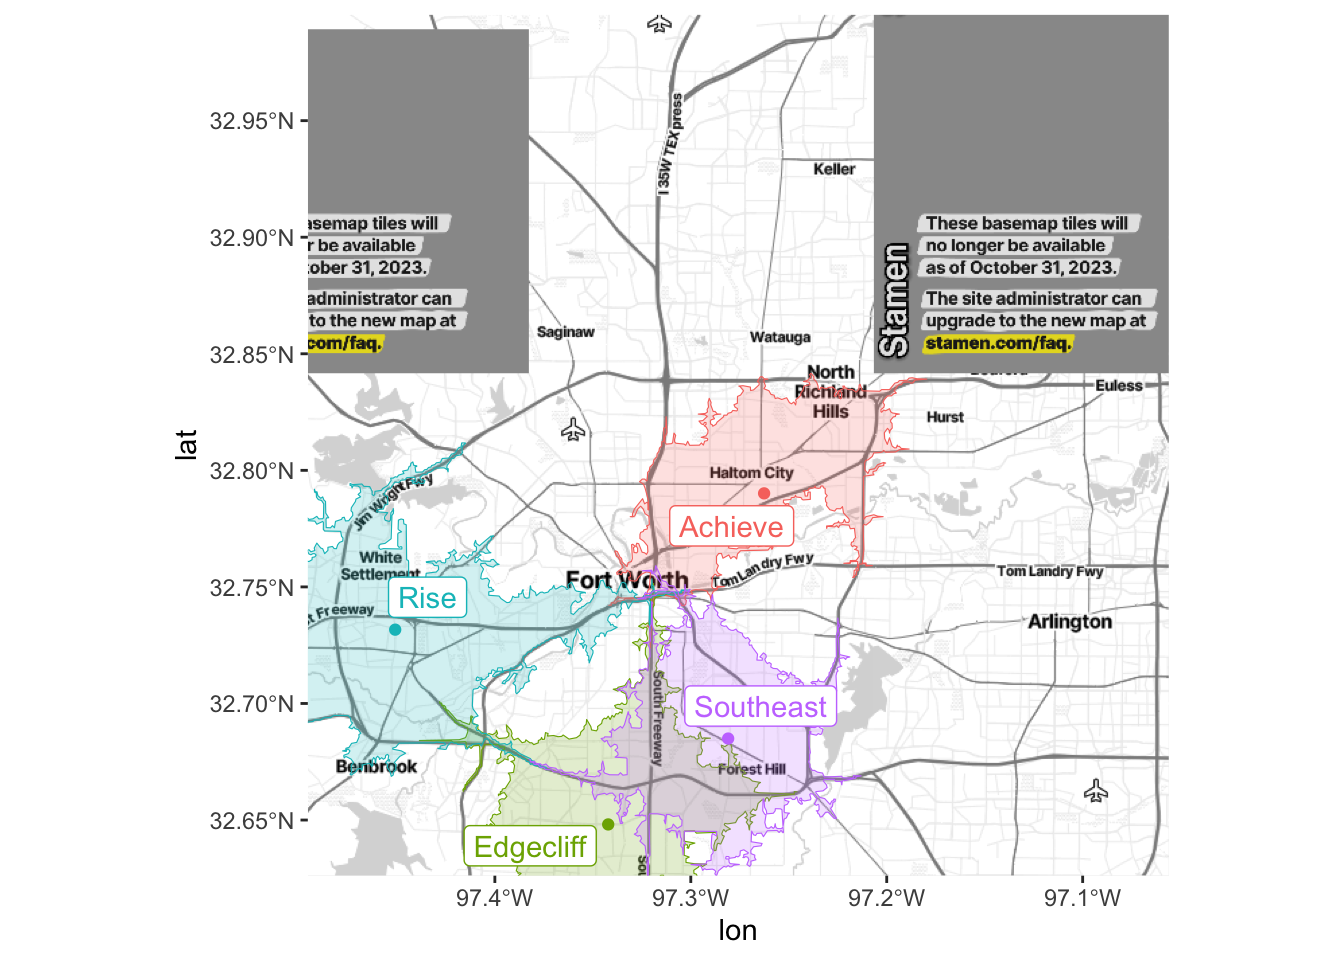 I 35W TEXpress
Keller
asemap tiles will
r be available
tober 31, 2023.
administrator can
to the new map at
com/faq.
Stamen
These basemap tiles will
no longer be available
as of October 31, 2023.
The site administrator can
upgrade to the new map at
stamen.com/faq.
Saginaw
Watauga
North
Richland
Hills
Euless
Hurst
Haltom City
Jim Wright Fwy
Achieve
White
Settlement
Fort Worth
Tom Landry Fwy
Tom Landry Fwy
Rise
t Freeway
Arlington
South Freeway
Southeast
Benbrook
Forest Hill
Edgecliff
Sou
32.95°N
32.90°N
32.85°N
32.80°N
32.75°N
32.70°N
32.65°N
lat
97.4°W
97.3°W
97.2°W
97.1°W
lon